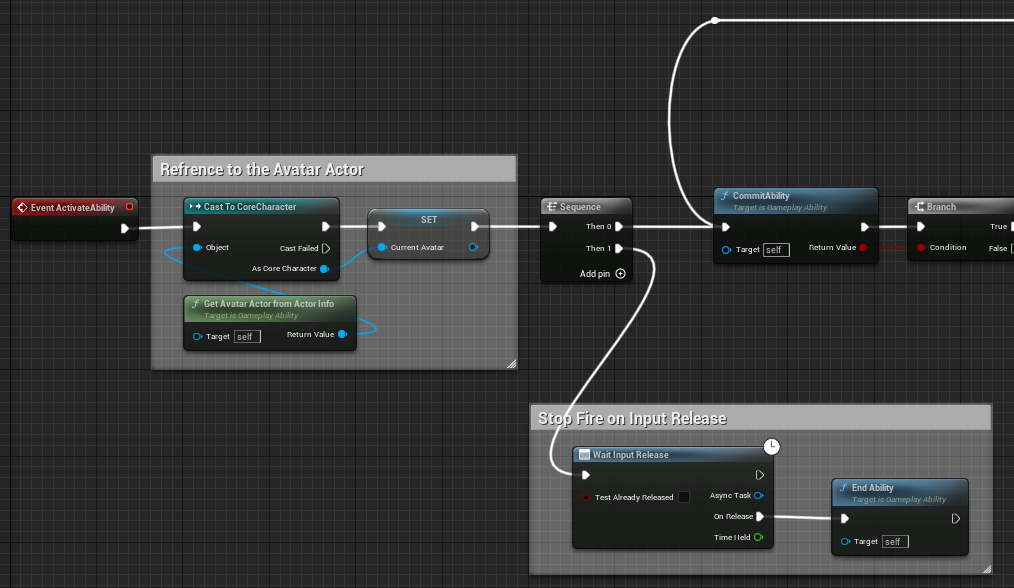 Refrence to the Avatar Actor
Event ActivateAbility
Cast To CoreCharacter
Object
Cast Failed
As Core Character
SET
Current Avatar
Get Avatar Actor from Actor Info
Target is Gameplay Ability
Target self
Return Value
Sequence
Then 0
Then 1
Add pin
CommitAbility
Target is Gameplay Ability
Target self
Return Value
Branch
True
Condition
False
Stop Fire on Input Release
Wait Input Release
Test Already Released
Async Task
On Release
Time Held
End Ability
Target is Gameplay Ability
Target self